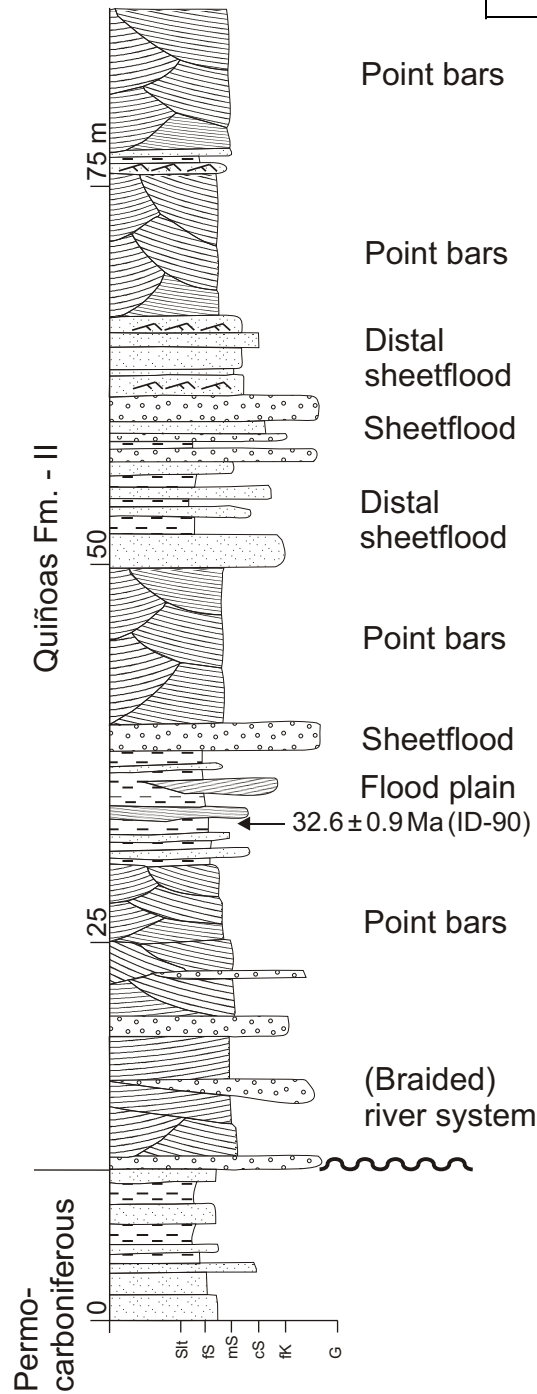 Point bars
75 m
Point bars
Distal
sheetflood
Sheetflood
Distal
sheetflood
50
Quiñoas Fm. - II
Point bars
Sheetflood
Flood plain
32.6 ± 0.9 Ma (ID-90)
Point bars
25
(Braided)
river system
Permo-
carboniferous
0
Slt
fS
mS
cS
fK
G